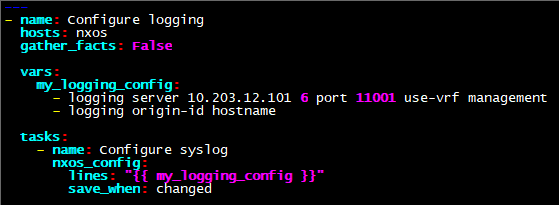 ---
- name: Configure logging
hosts: nxos
gather_facts: False
vars:
my_logging_config:
- logging server 10.203.12.101 6 port 11001 use-vrf management
- logging origin-id hostname
tasks:
- name: Configure syslog
nxos_config:
lines: "{{ my_logging_config }}"
save_when: changed